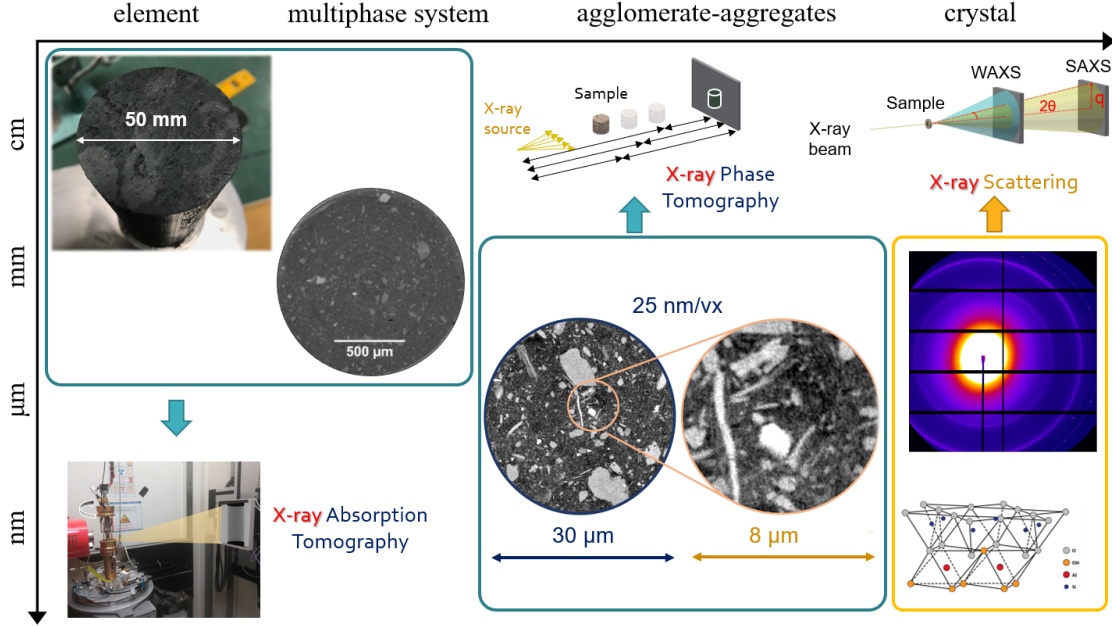 element
multiphase system
agglomerate-aggregates
crystal
cm
mm
µm
nm
50 mm
500 µm
X-ray
source
Sample
X-ray Phase
Tomography
WAXS
SAXS
Sample
2θ
q
X-ray
beam
X-ray Scattering
25 nm/vx
30 µm
8 µm
X-ray Absorption
Tomography
O
OH
Al
Si